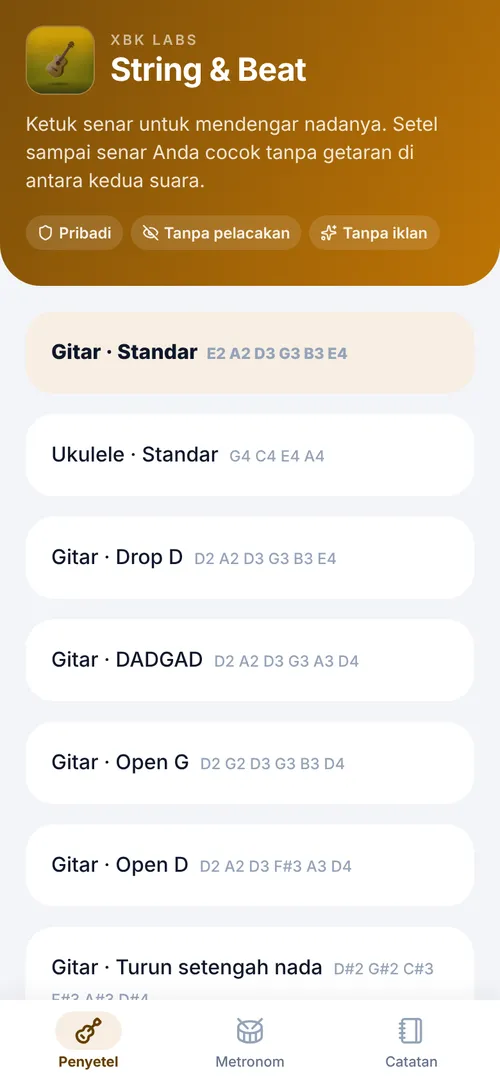 XBK LABS
String & Beat
Ketuk senar untuk mendengar nadanya. Setel
sampai senar Anda cocok tanpa getaran di
antara kedua suara.
Pribadi
Tanpa pelacakan
Tanpa iklan
Gitar · Standar E2 A2 D3 G3 B3 E4
Ukulele · Standar G4 C4 E4 A4
Gitar · Drop D D2 A2 D3 G3 B3 E4
Gitar · DADGAD D2 A2 D3 G3 A3 D4
Gitar · Open G D2 G2 D3 G3 B3 D4
Gitar · Open D D2 A2 D3 F#3 A3 D4
Gitar · Turun setengah nada D#2 G#2 C#3
F#3 A#3 D#4
Penyetel
Metronom
Catatan